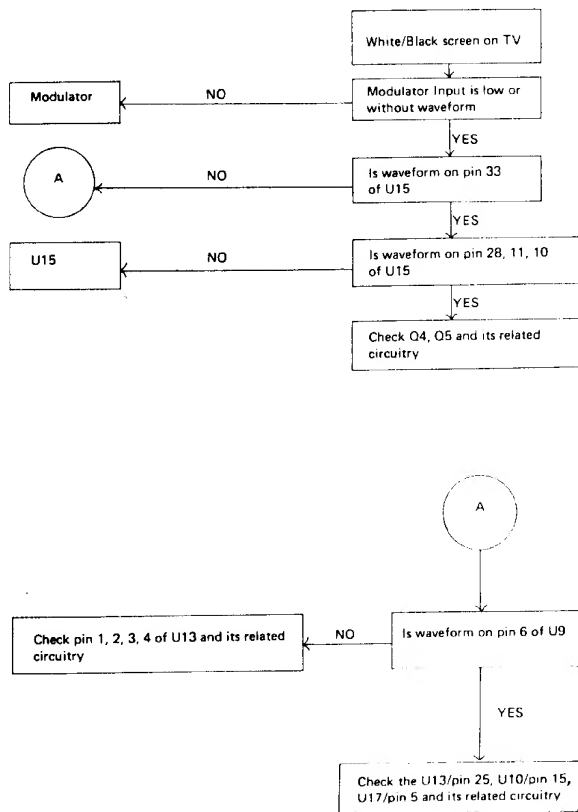 White/Black screen on TV
Modulator
NO
Modulator Input is low or
without waveform
YES
A
NO
Is waveform on pin 33
of U15
YES
U15
NO
Is waveform on pin 28, 11, 10
of U15
YES
Check Q4, Q5 and its related
circuitry
A
Check pin 1, 2, 3, 4 of U13 and its related
circuitry
NO
Is waveform on pin 6 of U9
YES
Check the U13/pin 25, U10/pin 15,
U17/pin 5 and its related circuitry